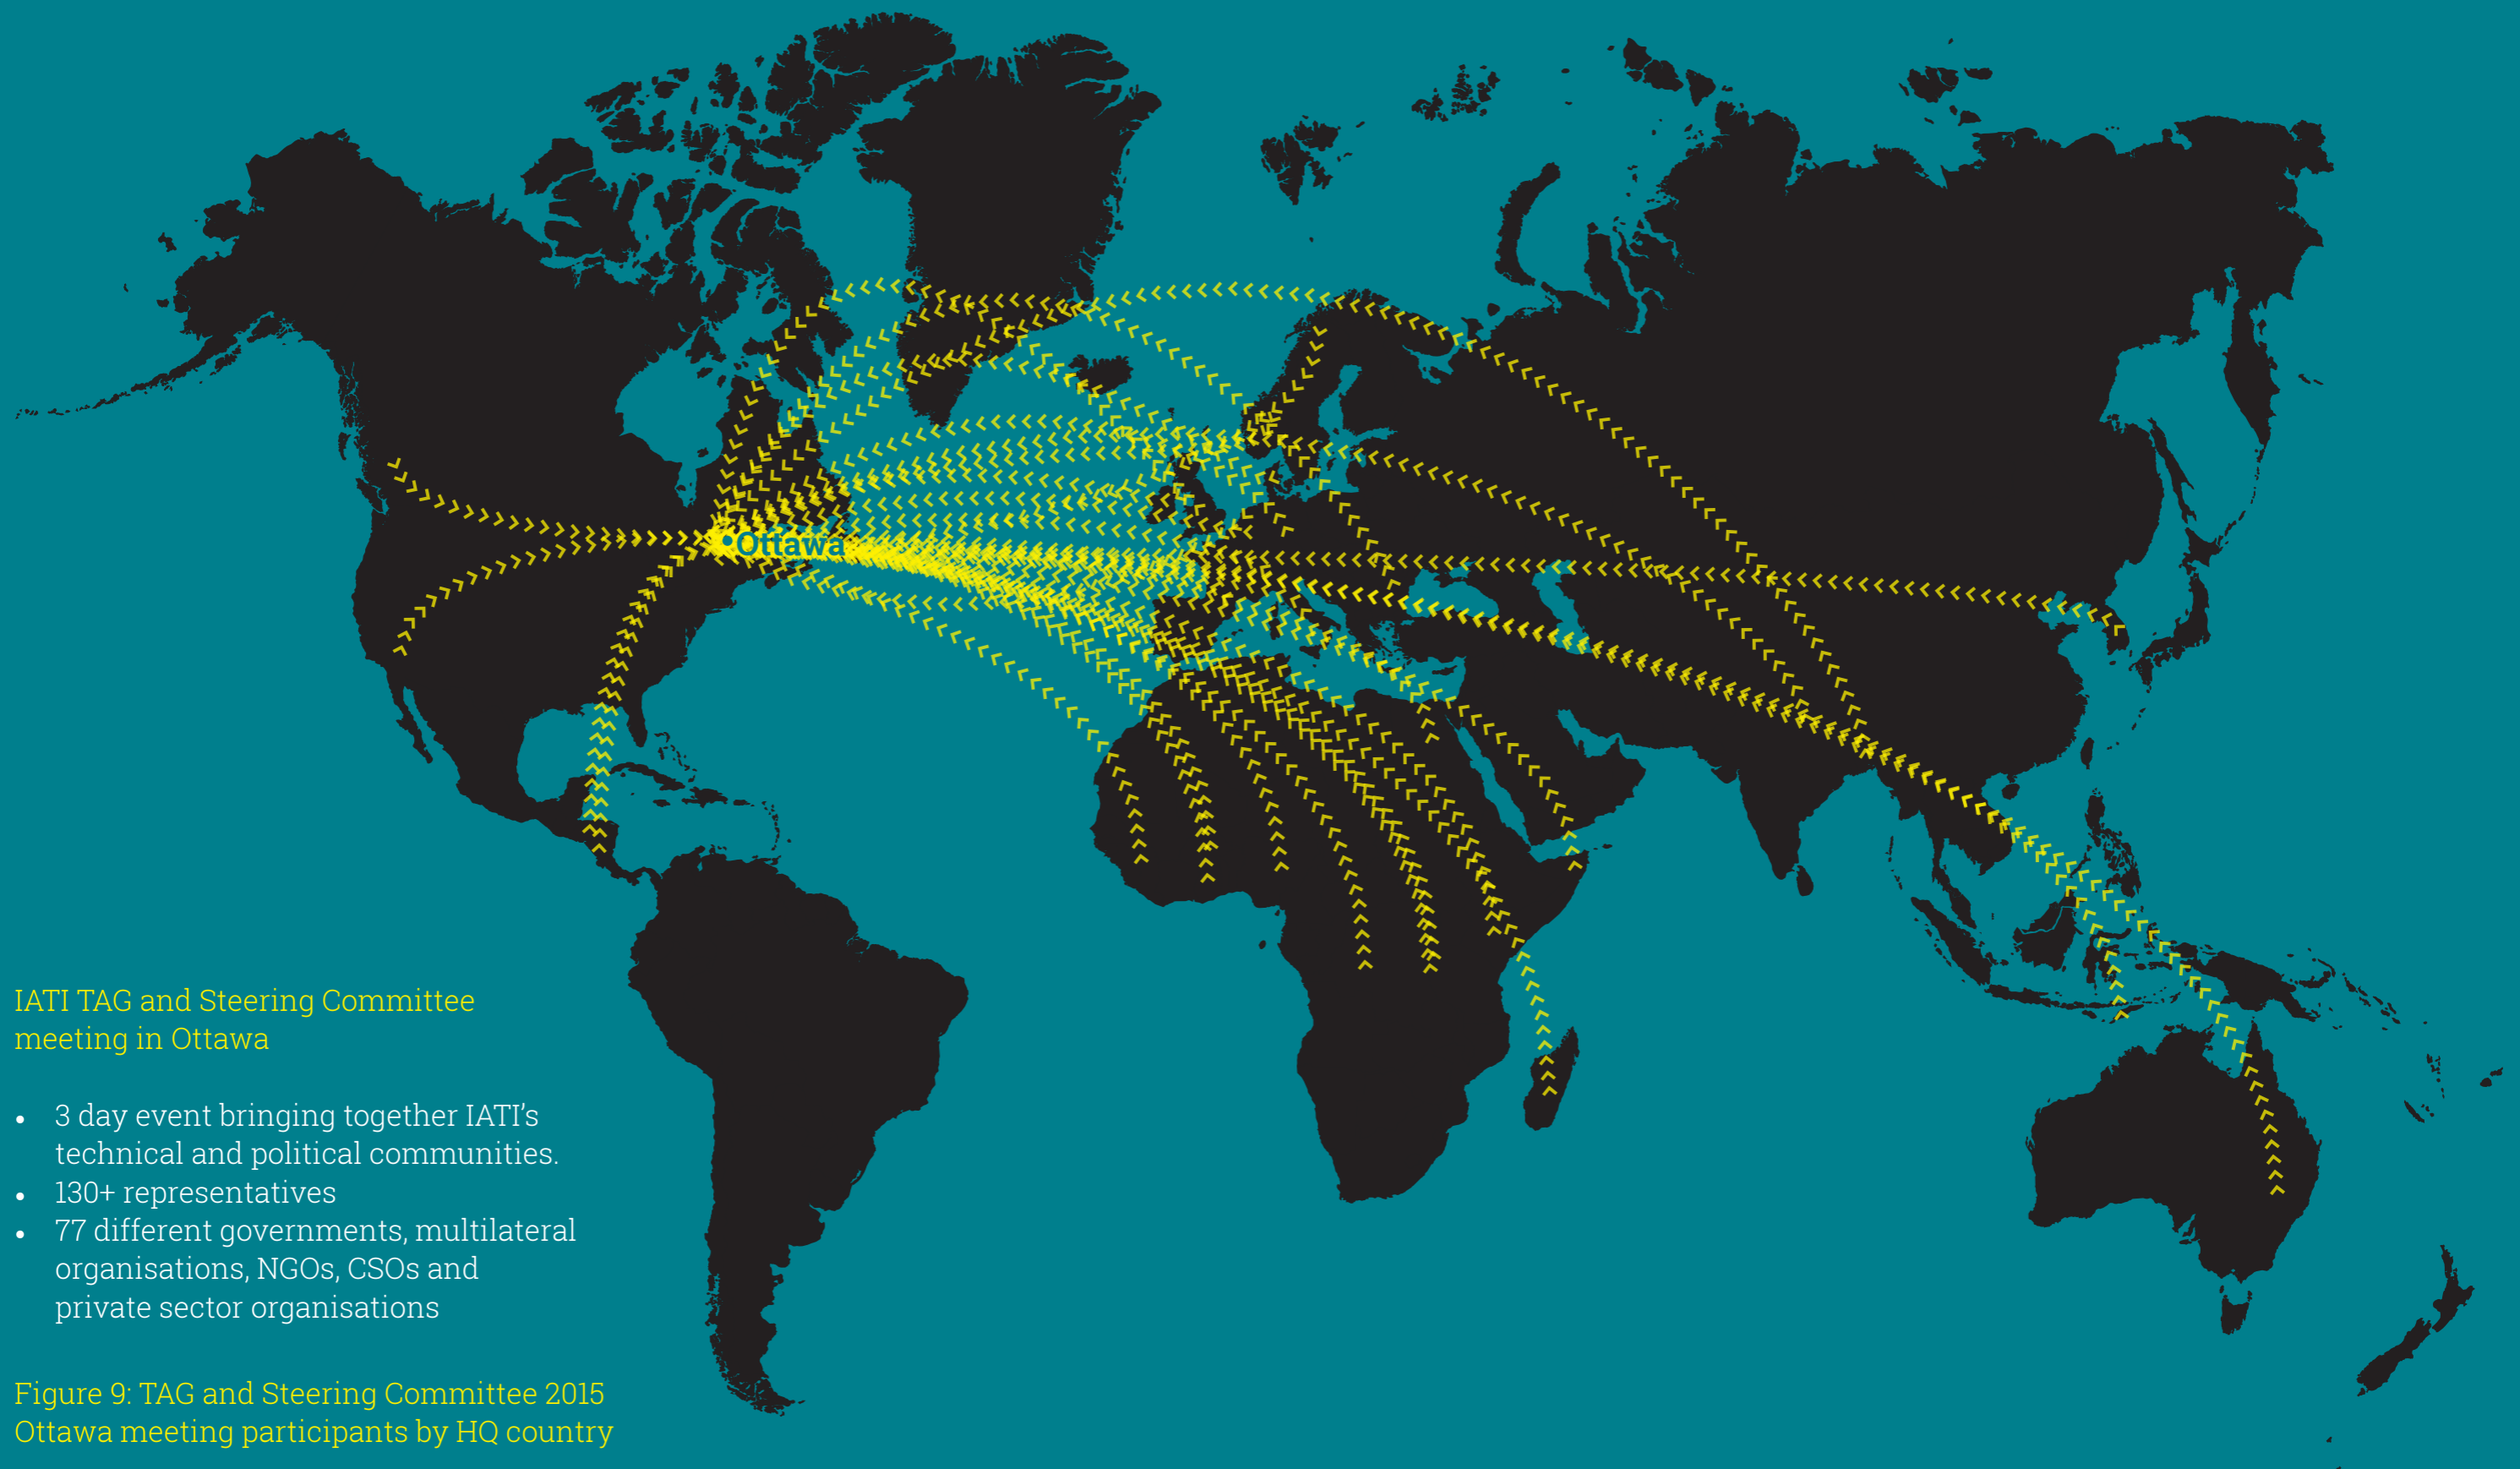 Ottawa
IATI TAG and Steering Committee
meeting in Ottawa
• 3 day event bringing together IATI’s
technical and political communities.
• 130+ representatives
• 77 different governments, multilateral
organisations, NGOs, CSOs and
private sector organisations
Figure 9: TAG and Steering Committee 2015
Ottawa meeting participants by HQ country